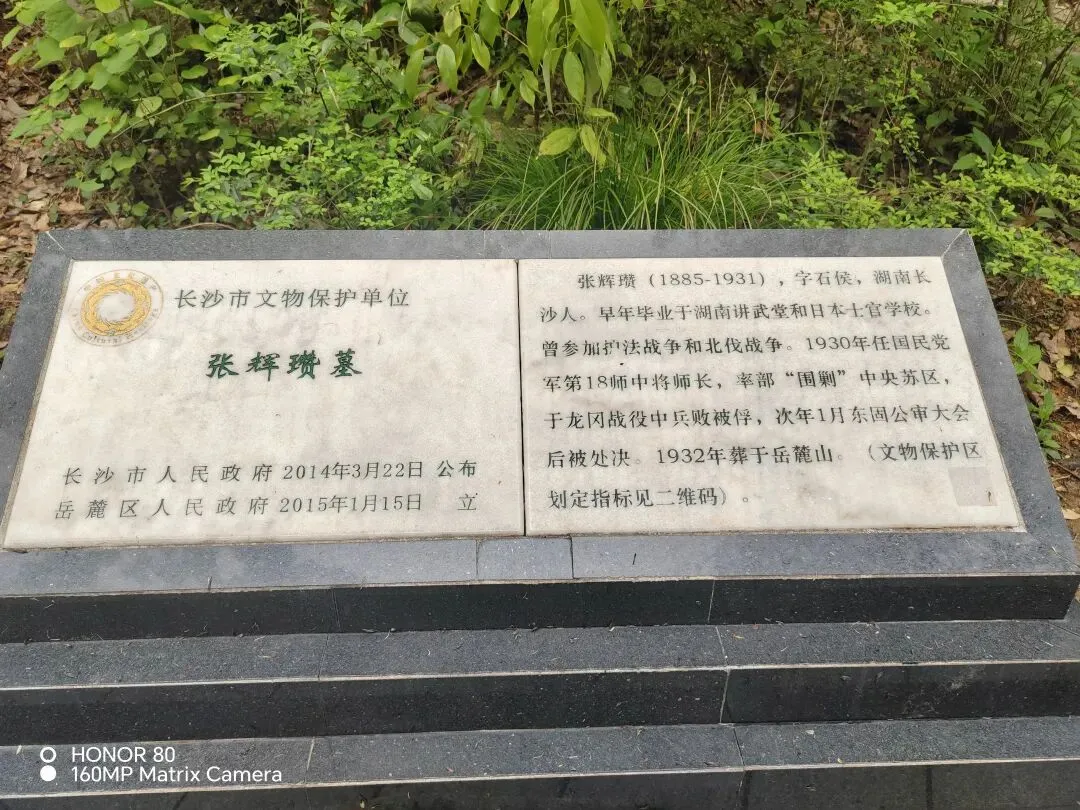 长沙市文物保护单位
张辉瓒墓
长沙市人民政府 2014年3月22日 公布
岳麓区人民政府 2015年1月15日 立
张辉瓒（1885-1931），字石侯，湖南长
沙人。早年毕业于湖南讲武堂和日本士官学校。
曾参加护法战争和北伐战争。1930年任国民党
军第18师中将师长，率部“围剿”中央苏区，
于龙冈战役中兵败被俘，次年1月东固公审大会
后被处决。1932年葬于岳麓山。（文物保护区
划定指标见二维码）。
HONOR 80
160MP Matrix Camera